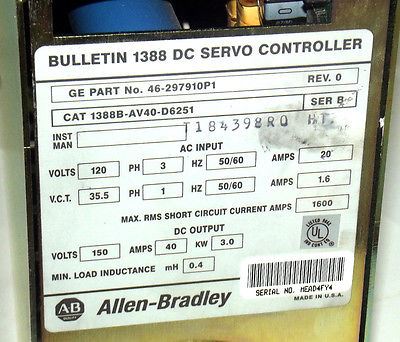 BULLETIN 1388 DC SERVO CONTROLLER
GE PART No. 46-297910P1 REV. 0
CAT 1388B-AV40-D6251 SER B
INST MAN T184398RO HT.
AC INPUT
VOLTS 120 PH 3 HZ 50/60 AMPS 20
V.C.T. 35.5 PH 1 HZ 50/60 AMPS 1.6
MAX. RMS SHORT CIRCUIT CURRENT AMPS 1600
DC OUTPUT
VOLTS 150 AMPS 40 KW 3.0
MIN. LOAD INDUCTANCE mH 0.4
UL
AB
QUALITY
Allen-Bradley
SERIAL NO. MEAD4FY4
MADE IN U.S.A.